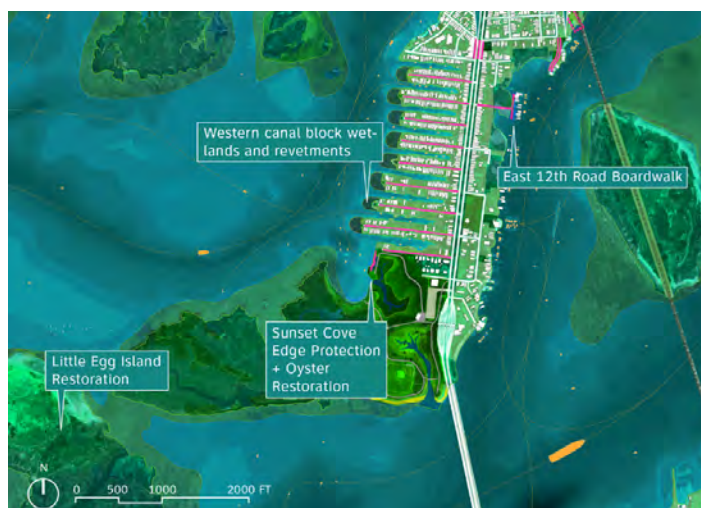 Western canal block wet-
lands and revetments
East 12th Road Boardwalk
Sunset Cove
Edge Protection
+ Oyster
Restoration
Little Egg Island
Restoration
N
0 500 1000 2000 FT